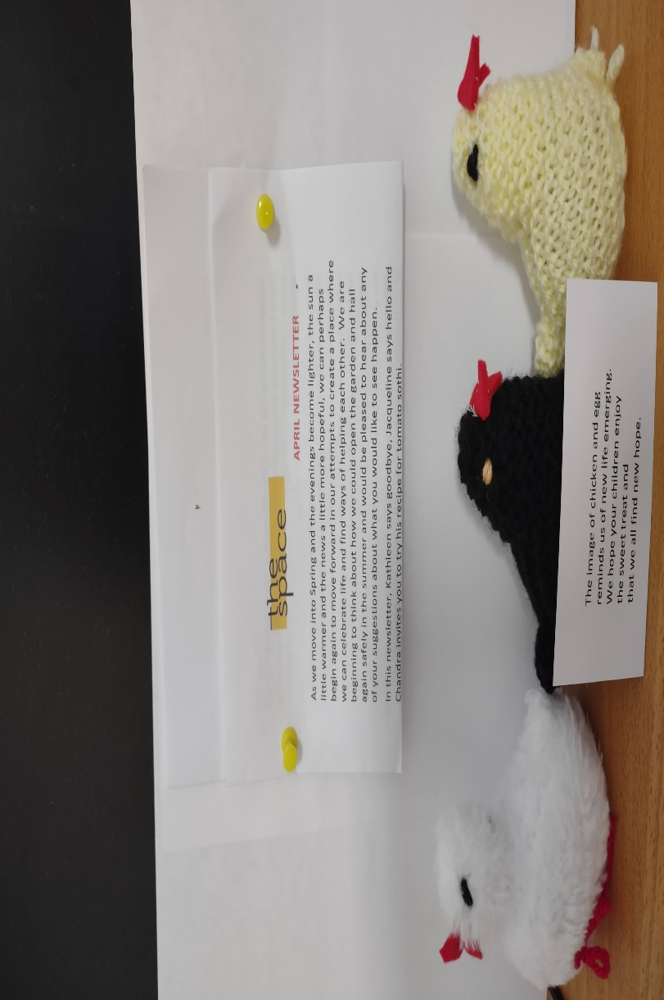 4
the
space
APRIL NEWSLETTER
As we move into Spring and the evenings become lighter, the sun a
little warmer and the news a little more hopeful, we can perhaps
begin again to move forward in our attempts to create a place where
we can celebrate life and find ways of helping each other. We are
beginning to think about how we could open the garden and hall
again safely in the summer and would be pleased to hear about any
of your suggestions about what you would like to see happen.
In this newsletter, Kathleen says goodbye, Jacqueline says hello and
Chandra invites you to try his recipe for tomato sothi.
The image of chicken and egg
reminds us of new life emerging.
We hope your children enjoy
the sweet treat and
that we all find new hope.